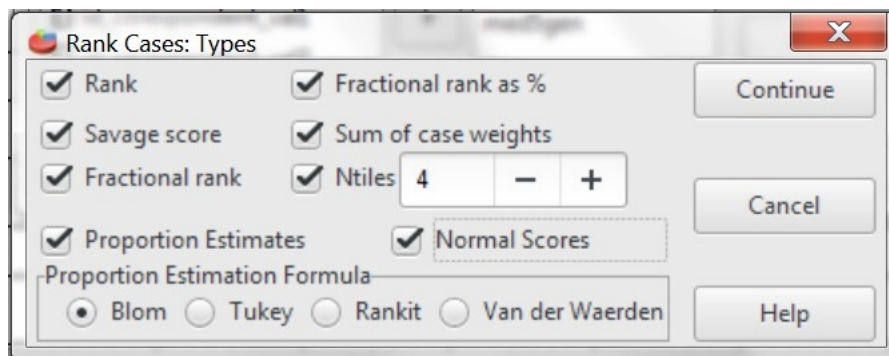 Rank Cases: Types
Rank Fractional rank as % Continue
Savage score Sum of case weights
Fractional rank Ntiles 4 − +
Cancel
Proportion Estimates Normal Scores
Proportion Estimation Formula
Blom Tukey Rankit Van der Waerden Help